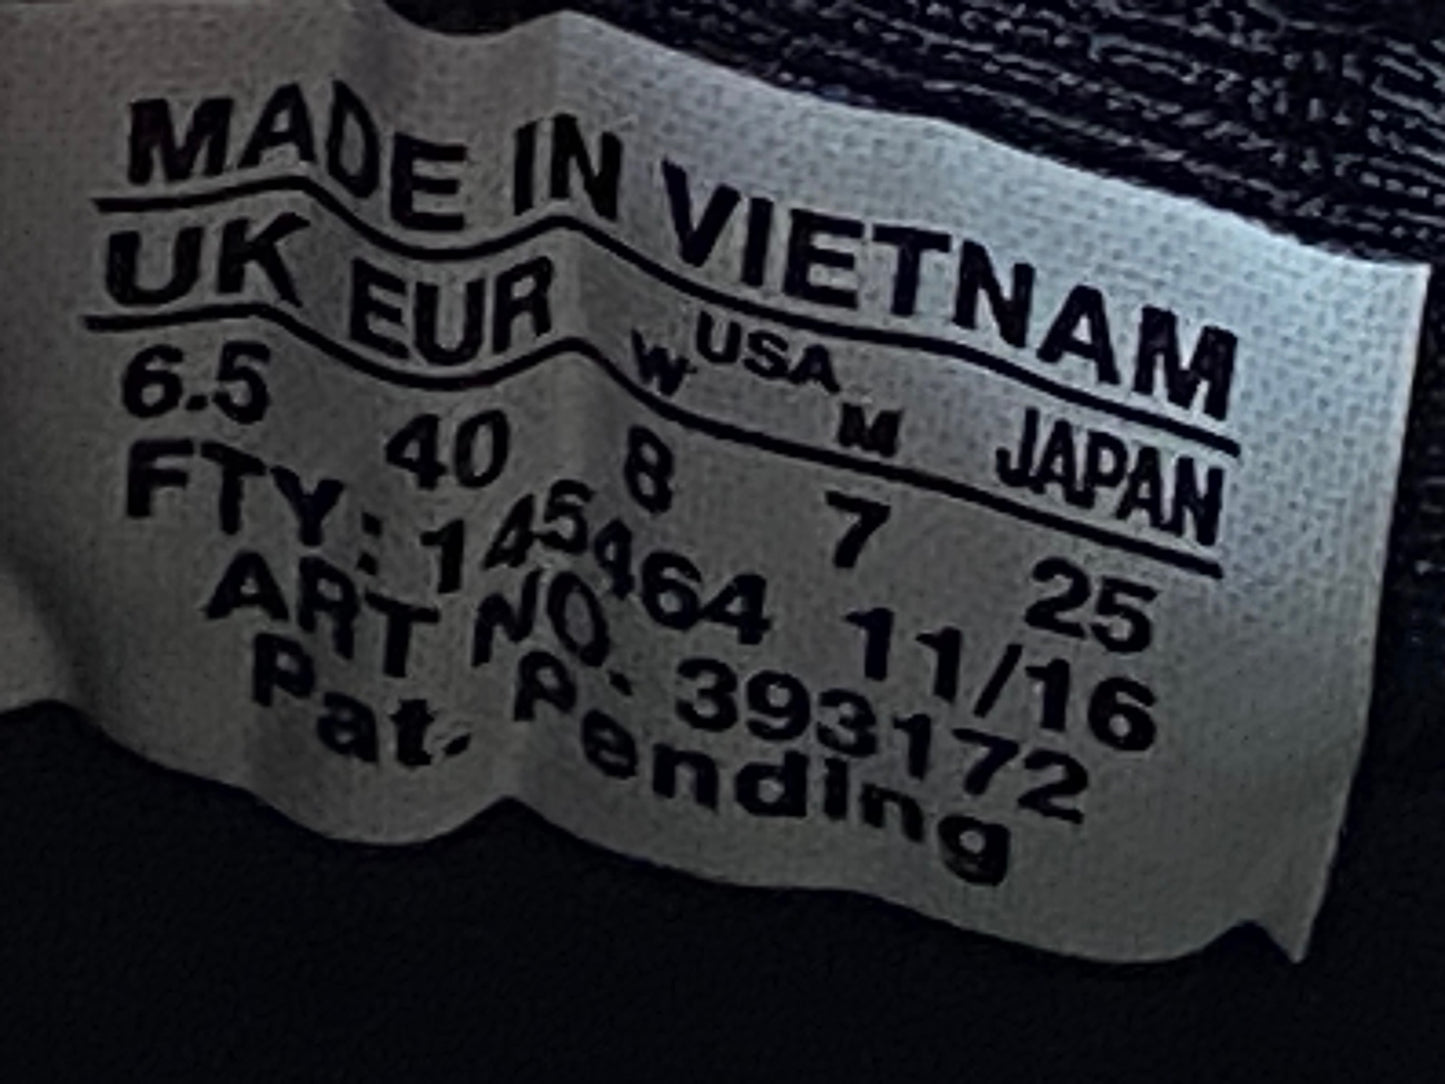 MADE IN VIETNAM
UK EUR W USA M JAPAN
6.5 40 8 7 25
FTY: 145464 11/16
ART NO. 393172
Pat. Pending